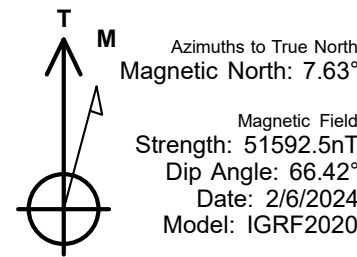 T
M
Azimuths to True North
Magnetic North: 7.63°
Magnetic Field
Strength: 51592.5nT
Dip Angle: 66.42°
Date: 2/6/2024
Model: IGRF2020